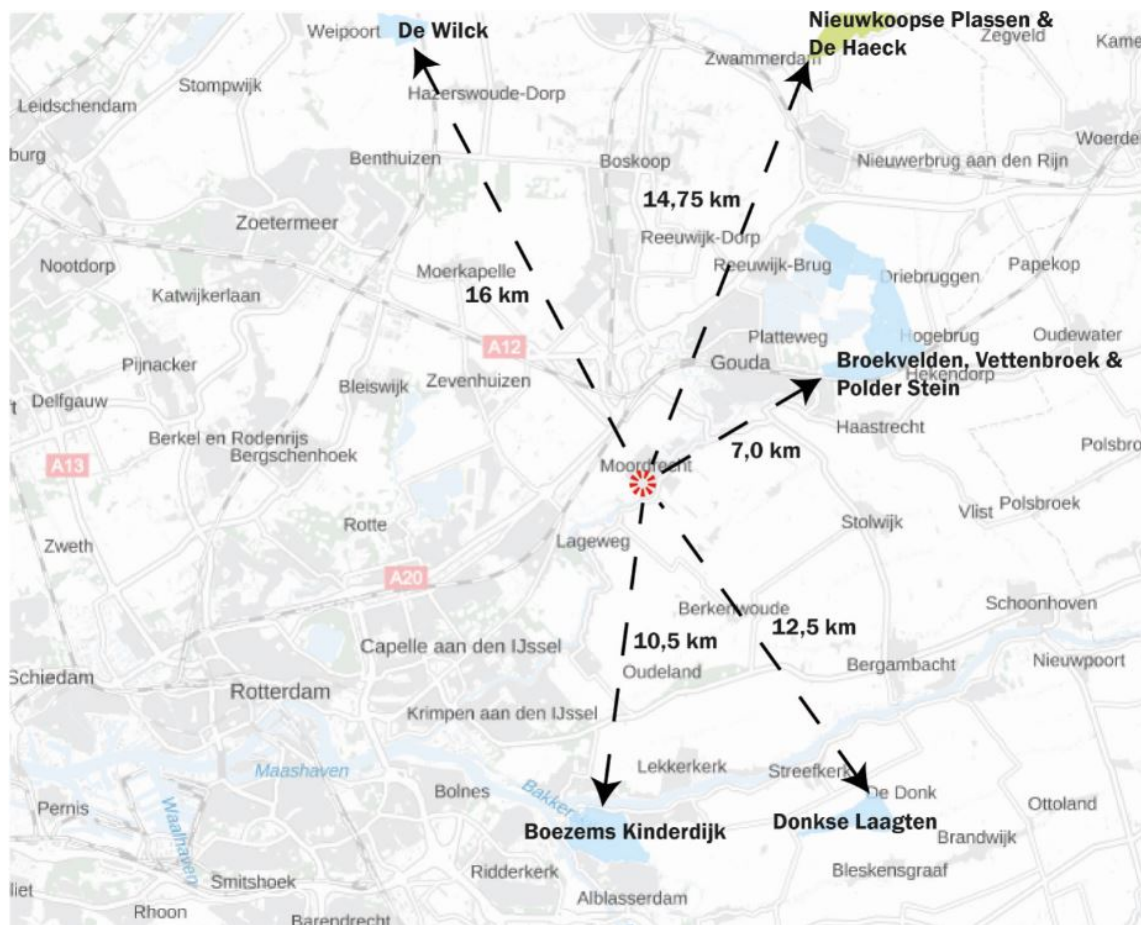 Weipoort
De Wilck
Nieuwkoopse Plassen &
De Haeck
Zegveld
Kame
Zwammerdam
Stompwijk
Hazerswoude-Dorp
Leidschendam
Woerde
burg
Benthuizen
Boskoop
Nieuwerbrug aan den Rijn
14,75 km
Zoetermeer
Reeuwijk-Dorp
Nootdorp
Moerkapelle
Reeuwijk-Brug
Driebruggen
Papekop
Katwijkerlaan
16 km
Platteweg
Hogebrug
Oudewater
A12
Pijnacker
Gouda
Broekvelden, Vettenbroek &
Hekendorp
Polder Stein
Bleiswijk
Zevenhuizen
Delfgauw
Haastrecht
Berkel en Rodenrijs
Bergschenhoek
7,0 km
Polsbro
A13
Moordrecht
Rotte
Stolwijk
Vlist
Polsbroek
Zweth
Lageweg
A20
Berkenwoude
Schoonhoven
12,5 km
Capelle aan den IJssel
10,5 km
Oudeland
Bergambacht
Nieuwpoort
Schiedam
Rotterdam
Krimpen aan den IJssel
Maashaven
Lekkerkerk
Streefkerk
Bolnes
De Donk
Ottoland
Pernis
Waalhaven
Boezems Kinderdijk
Donkse Laagten
Brandwijk
Ridderkerk
Bleskensgraaf
Smitshoek
Alblasserdam
liet
Rhoon
Barendrecht